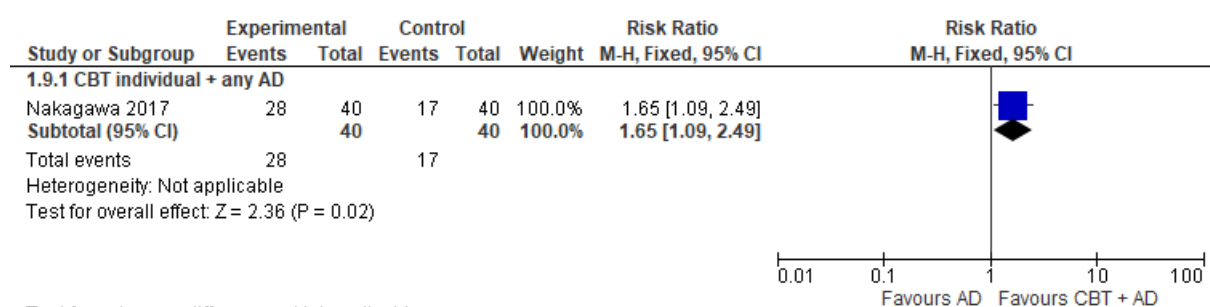 Experimental Control Risk Ratio Risk Ratio
Study or Subgroup Events Total Events Total Weight M-H, Fixed, 95% CI M-H, Fixed, 95% CI
1.9.1 CBT individual + any AD
Nakagawa 2017 28 40 17 40 100.0% 1.65 [1.09, 2.49]
Subtotal (95% CI) 40 40 100.0% 1.65 [1.09, 2.49]
Total events 28 17
Heterogeneity: Not applicable
Test for overall effect: Z = 2.36 (P = 0.02)
0.01 0.1 1 10 100
Favours AD Favours CBT + AD